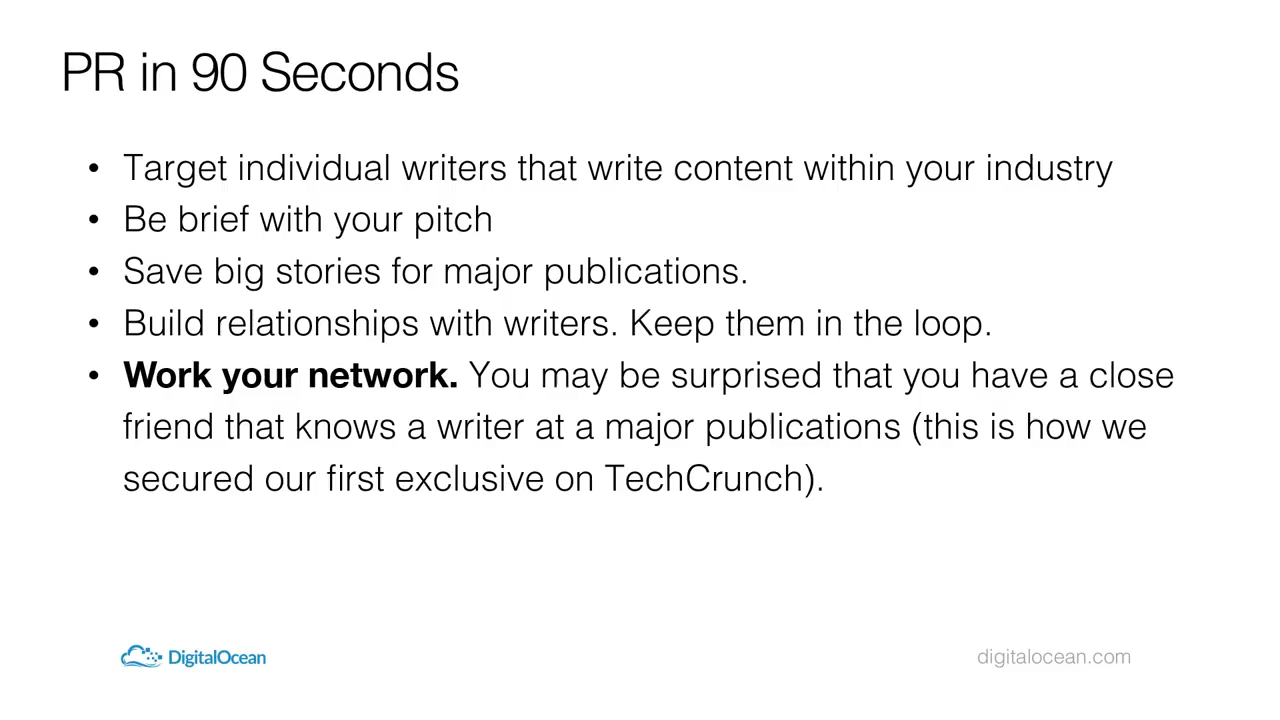 PR in 90 Seconds
• Target individual writers that write content within your industry
• Be brief with your pitch
• Save big stories for major publications.
• Build relationships with writers. Keep them in the loop.
• Work your network. You may be surprised that you have a close
friend that knows a writer at a major publications (this is how we
secured our first exclusive on TechCrunch).
DigitalOcean
digitalocean.com